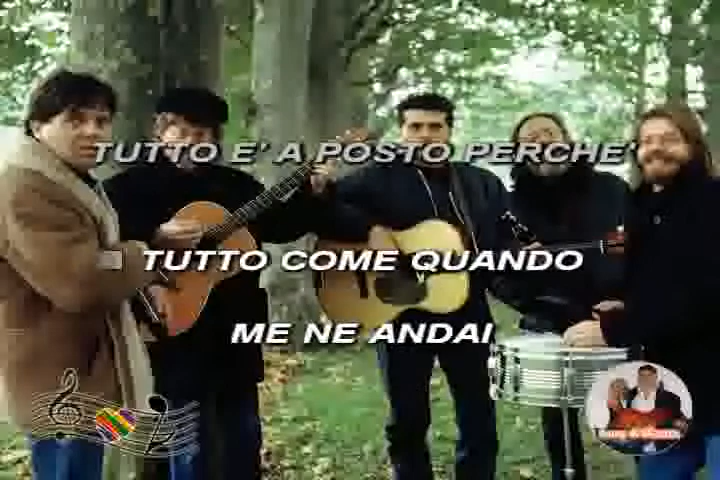 TUTTO E' A POSTO PERCHE'
TUTTO COME QUANDO
ME NE ANDAI